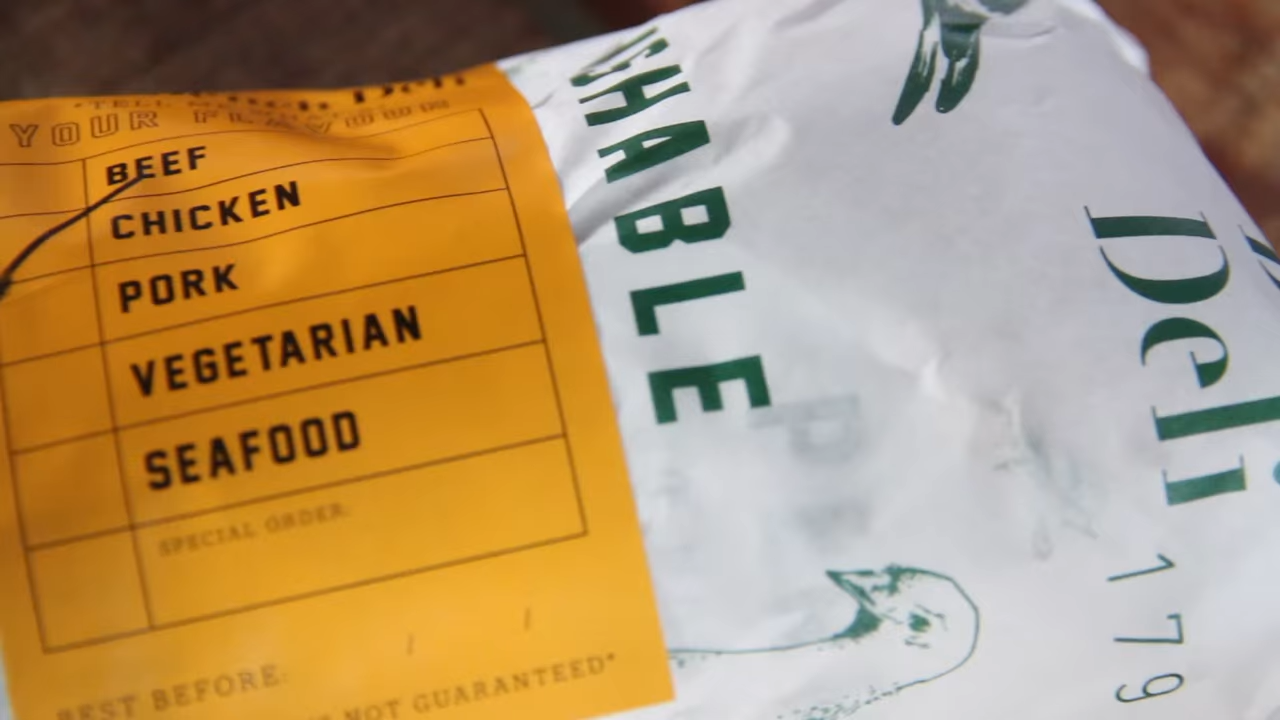 YOUR
BEEF
CHICKEN
PORK
VEGETARIAN
SEAFOOD
SPECIAL ORDER:
/ /
BEST BEFORE:
NOT GUARANTEED*
SHABLE
Deli
179